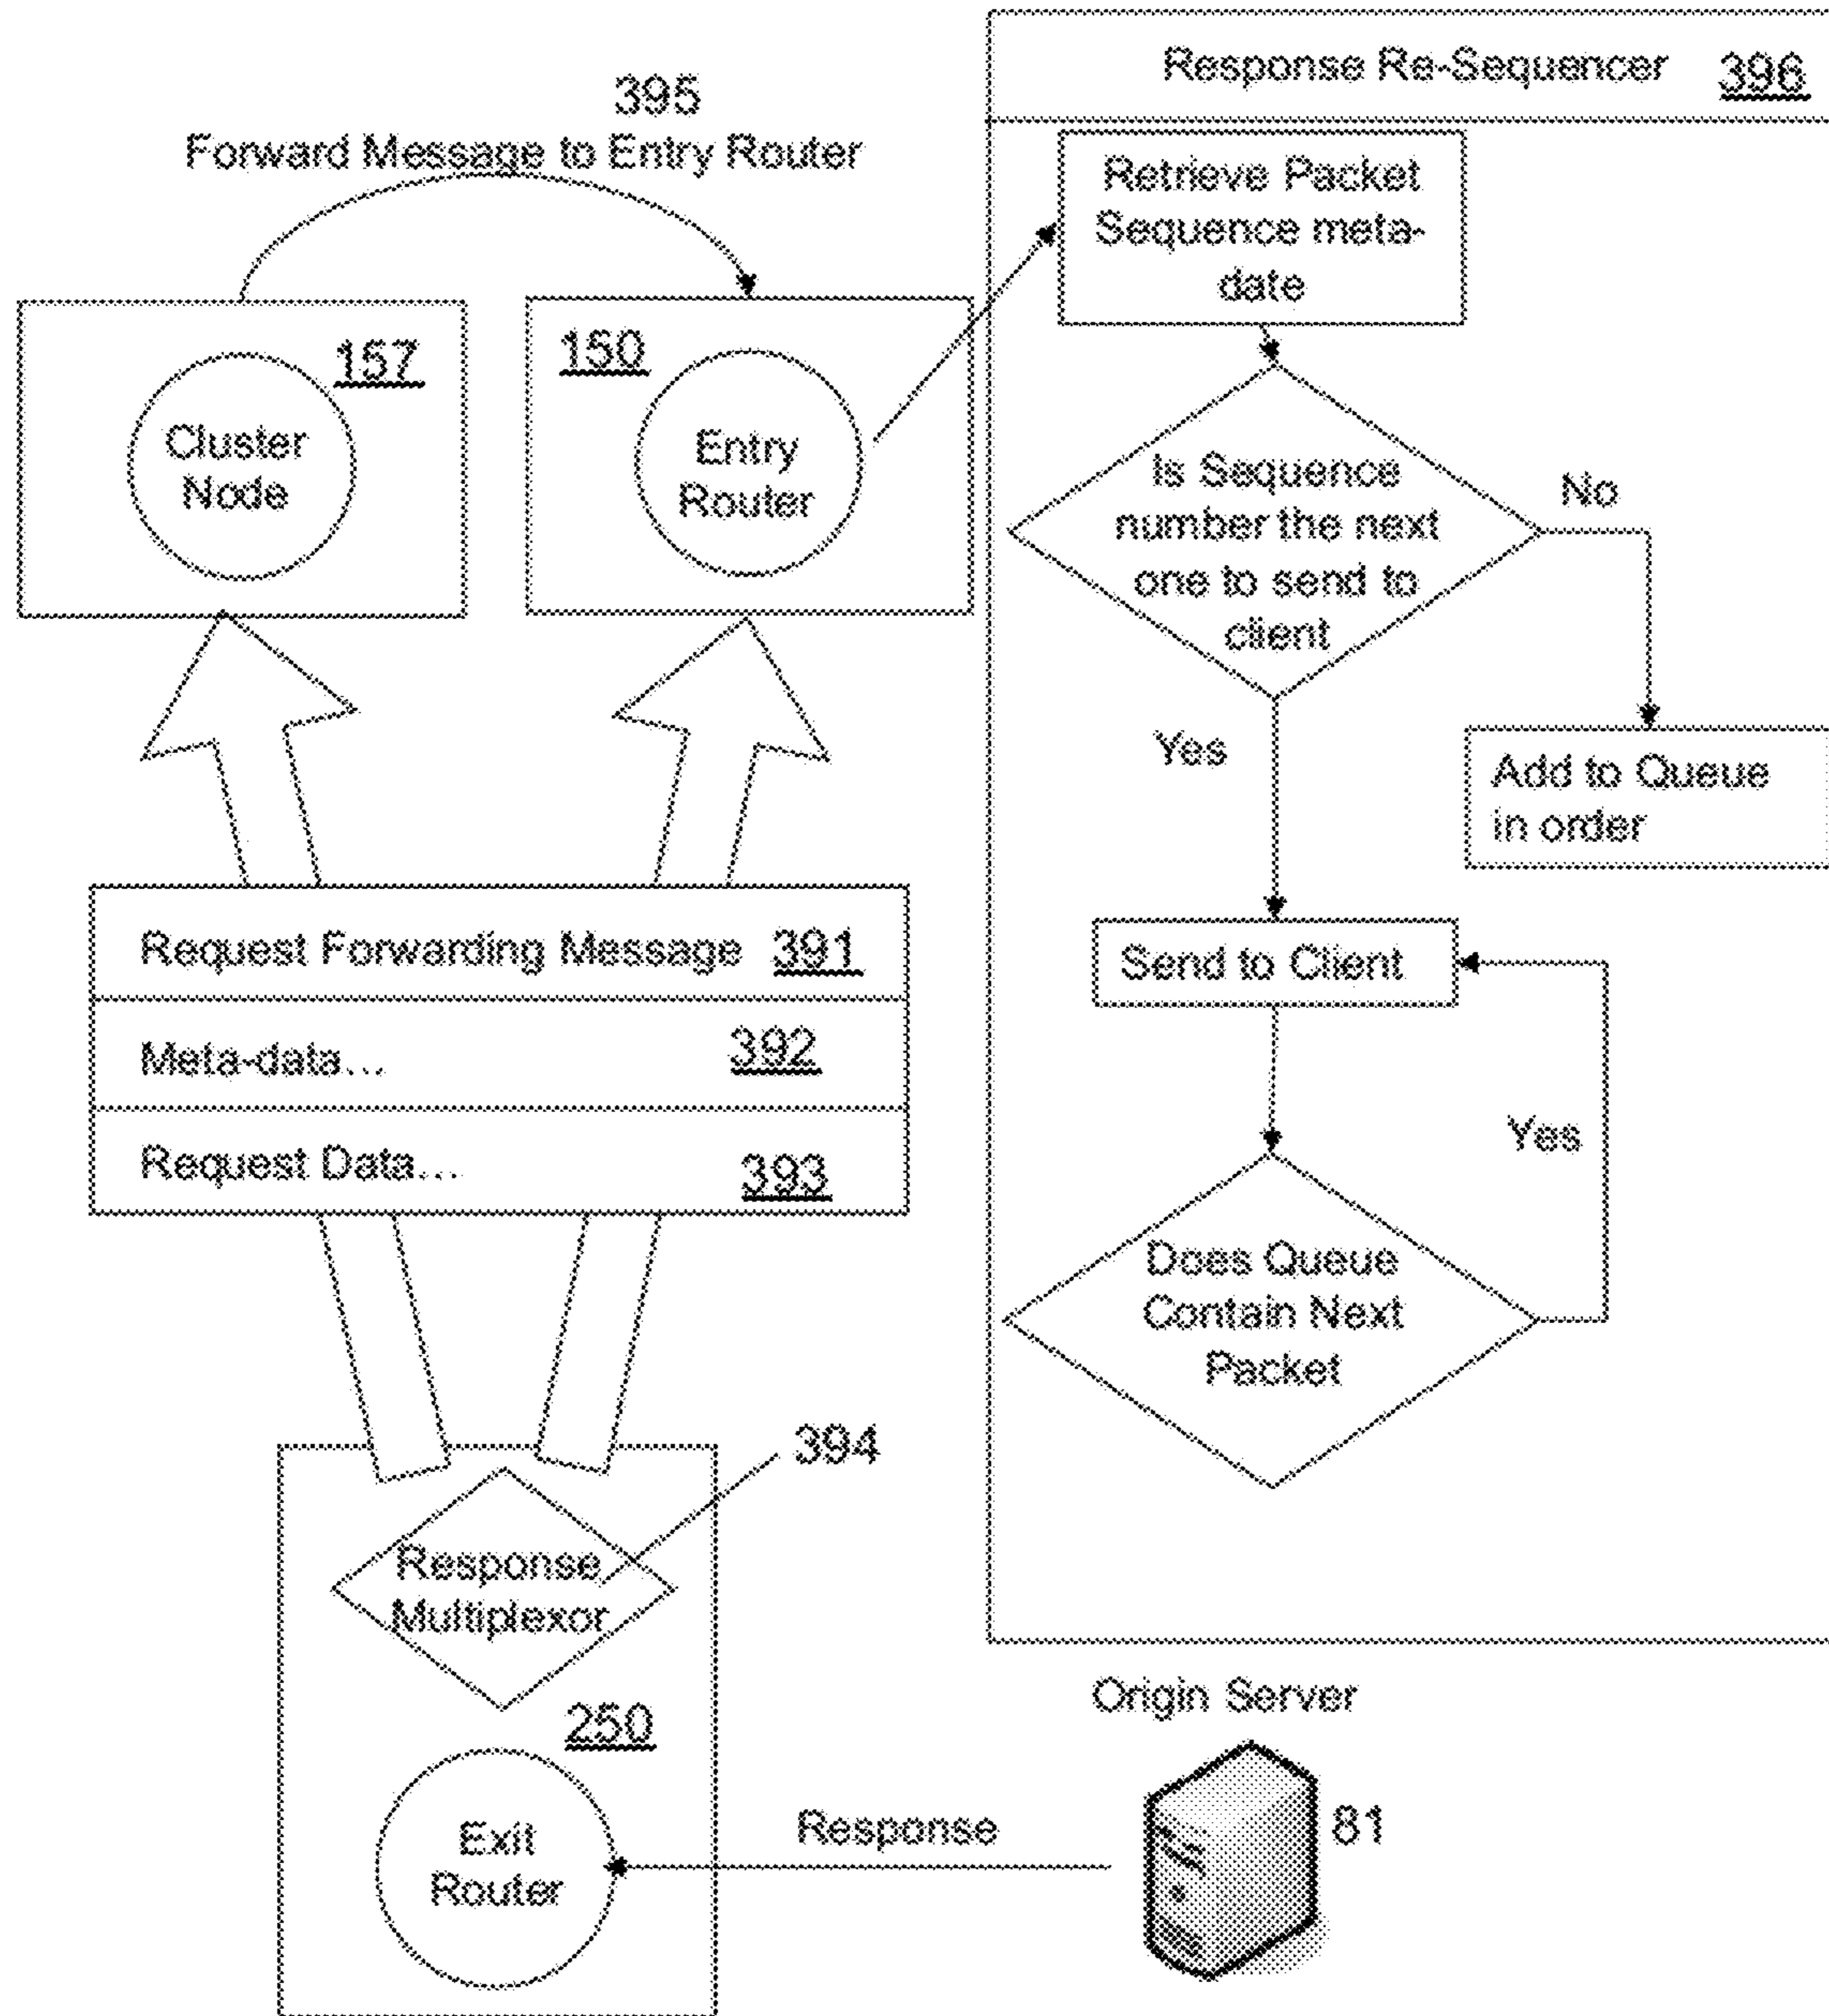 395
Forward Message to Entry Router
157
Cluster
Node
150
Entry
Router
Request Forwarding Message 391
Meta-data... 392
Request Data... 393
394
Response
Multiplexor
250
Exit
Router
Response
Origin Server
81
Response Re-Sequencer 396
Retrieve Packet
Sequence meta-
date
Is Sequence
number the next
one to send to
client
No
Yes
Add to Queue
in order
Send to Client
Yes
Does Queue
Contain Next
Packet